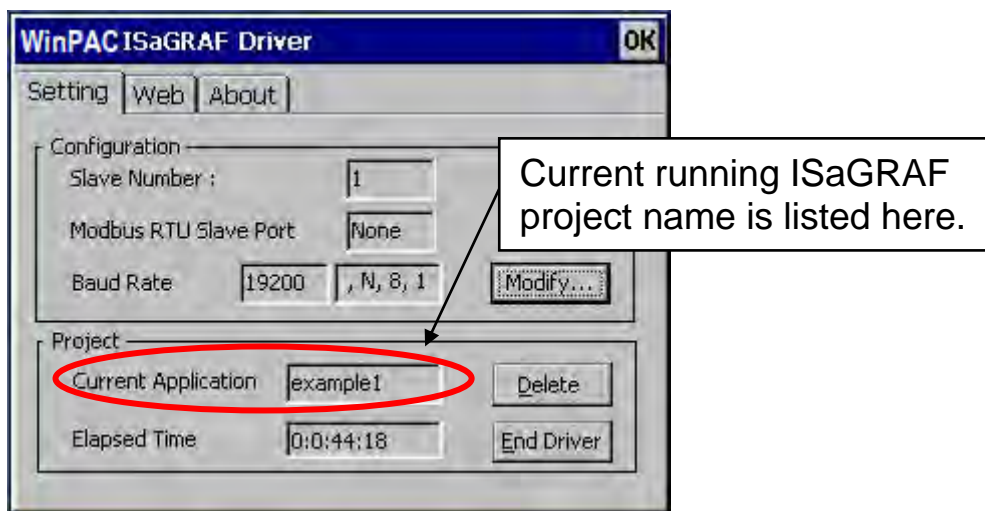 WinPAC ISaGRAF Driver OK
Setting Web About
Configuration
Slave Number : 1
Modbus RTU Slave Port None
Baud Rate 19200 , N, 8, 1 Modify...
Current running ISaGRAF
project name is listed here.
Project
Current Application example1 Delete
Elapsed Time 0:0:44:18 End Driver